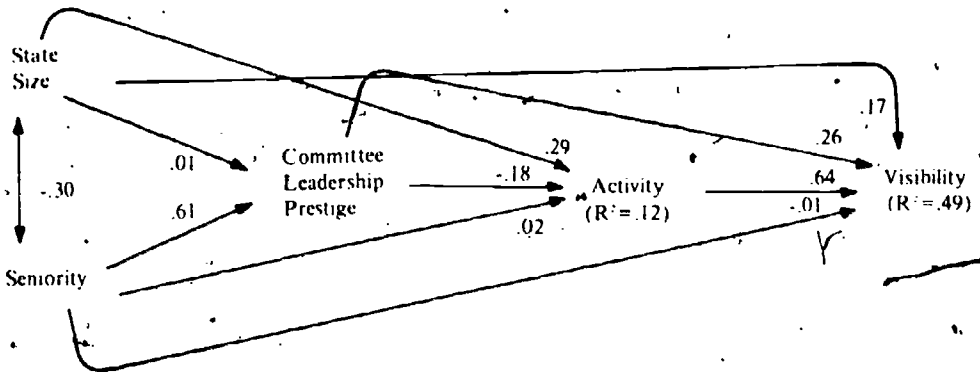 State
Size
.17
.26
.01
Committee
Leadership
Prestige
.29
-.18
Activity
(R² = .12)
.64
Visibility
(R² = .49)
-.30
.61
.02
-.01
Seniority